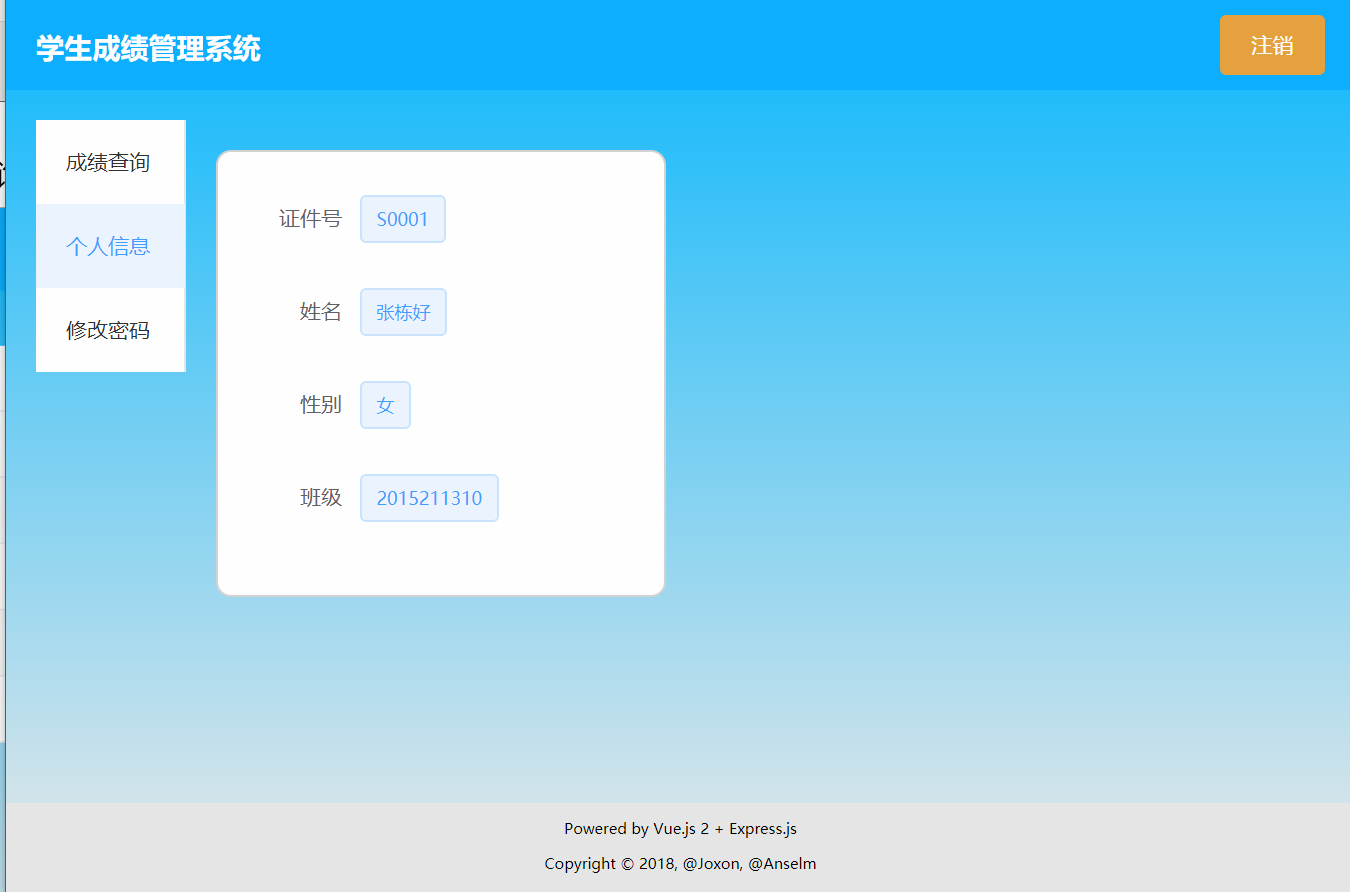 学生成绩管理系统
注销
成绩查询
个人信息
修改密码
证件号 S0001
姓名 张栋好
性别 女
班级 2015211310
Powered by Vue.js 2 + Express.js
Copyright © 2018, @Joxon, @Anselm